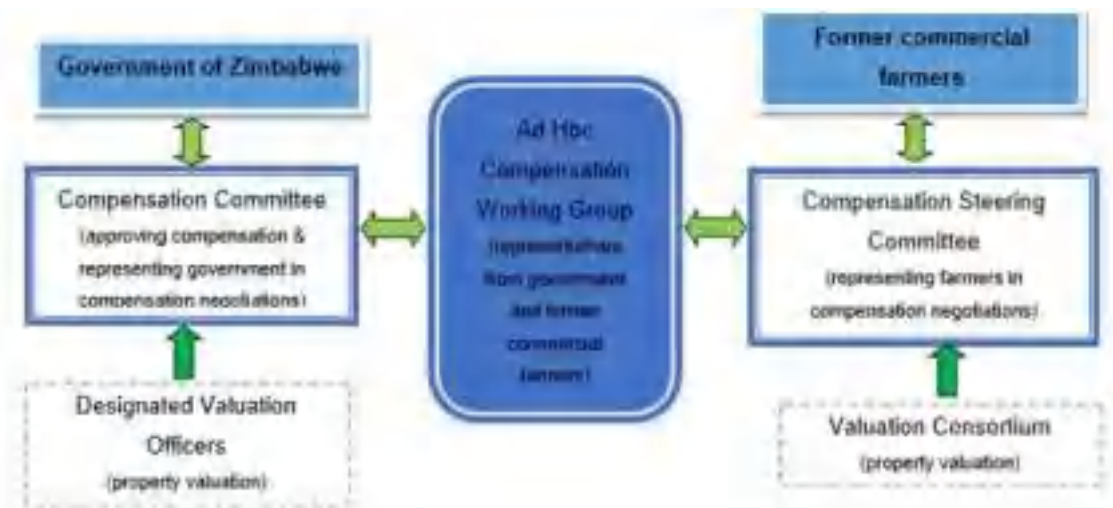 Government of Zimbabwe
Compensation Committee
(approving compensation &
representing government in
compensation negotiations)
Designated Valuation
Officers
(property valuation)
Ad Hoc
Compensation
Working Group
(representatives
from government
and former
commercial
farmers)
Former commercial
farmers
Compensation Steering
Committee
(representing farmers in
compensation negotiations)
Valuation Consortium
(property valuation)